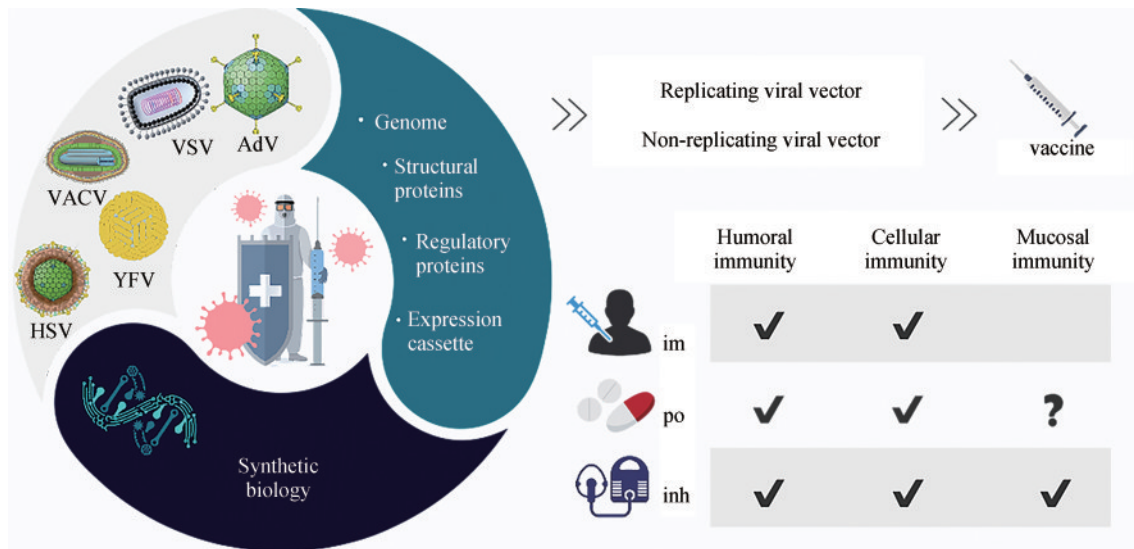 VSV
AdV
VACV
YFV
HSV
Genome
Structural
proteins
Regulatory
proteins
Expression
cassette
Synthetic
biology
Replicating viral vector
Non-replicating viral vector
vaccine
Humoral
immunity
Cellular
immunity
Mucosal
immunity
im
po
?
inh